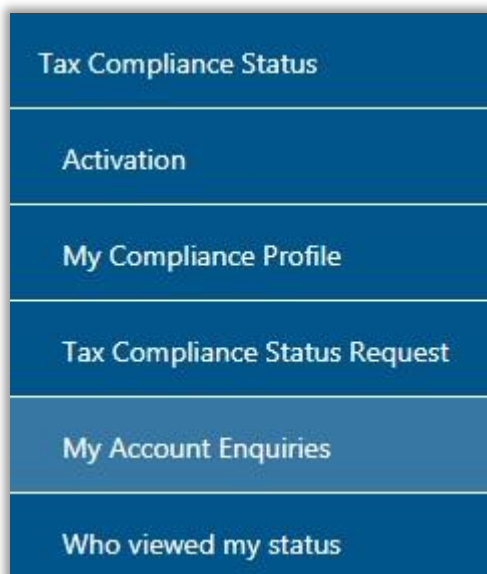 Tax Compliance Status
Activation
My Compliance Profile
Tax Compliance Status Request
My Account Enquiries
Who viewed my status